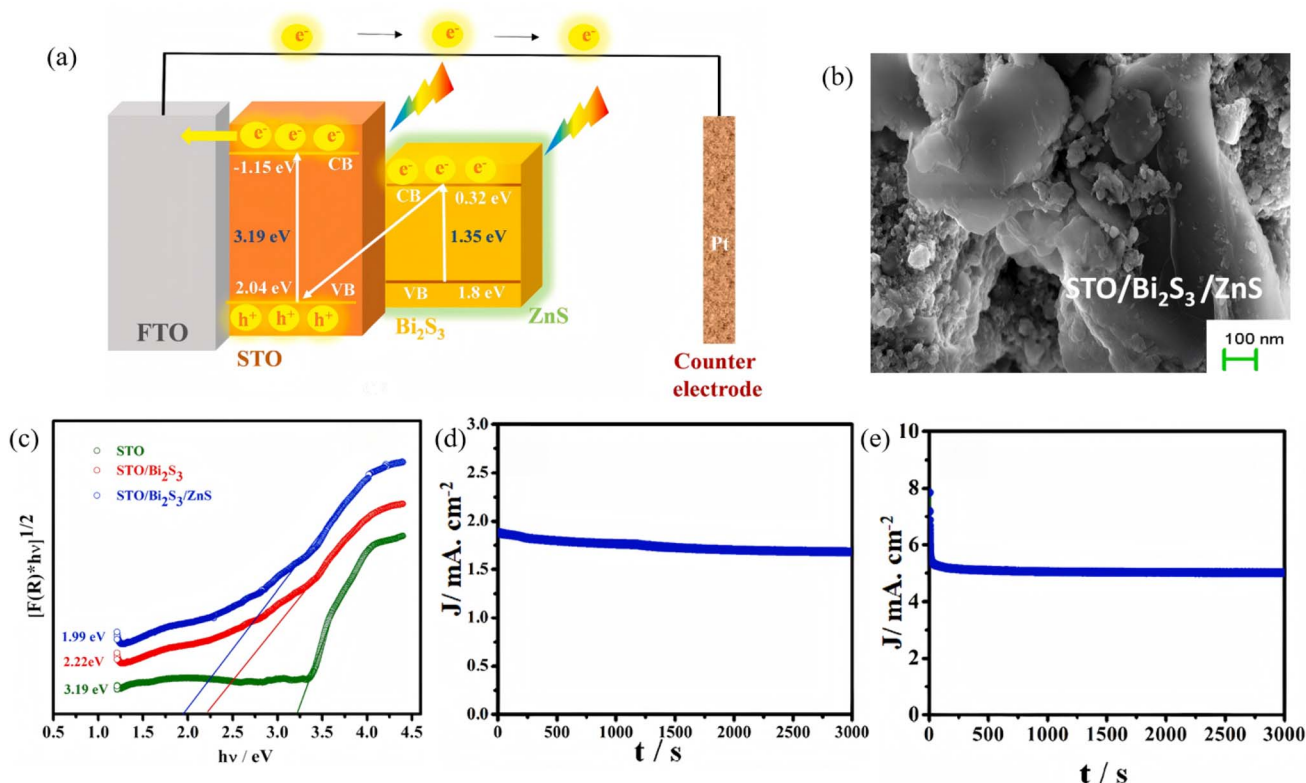 (a)
e⁻ e⁻ e⁻
e⁻ e⁻ e⁻
-1.15 eV CB
3.19 eV
2.04 eV VB
h⁺ h⁺ h⁺
FTO
STO
e⁻ e⁻ e⁻
CB 0.32 eV
1.35 eV
VB 1.8 eV
Bi₂S₃
ZnS
Pt
Counter
electrode
(b)
STO/Bi₂S₃ /ZnS
100 nm
(c)
STO
STO/Bi₂S₃
STO/Bi₂S₃/ZnS
[F(R)*hν]^1/2
1.99 eV
2.22eV
3.19 eV
0.5 1.0 1.5 2.0 2.5 3.0 3.5 4.0 4.5
hν / eV
(d)
J/ mA. cm⁻²
3.0
2.5
2.0
1.5
1.0
0.5
0.0
0 500 1000 1500 2000 2500 3000
t / s
(e)
J/ mA. cm⁻²
10
8
6
4
2
0
0 500 1000 1500 2000 2500 3000
t / s